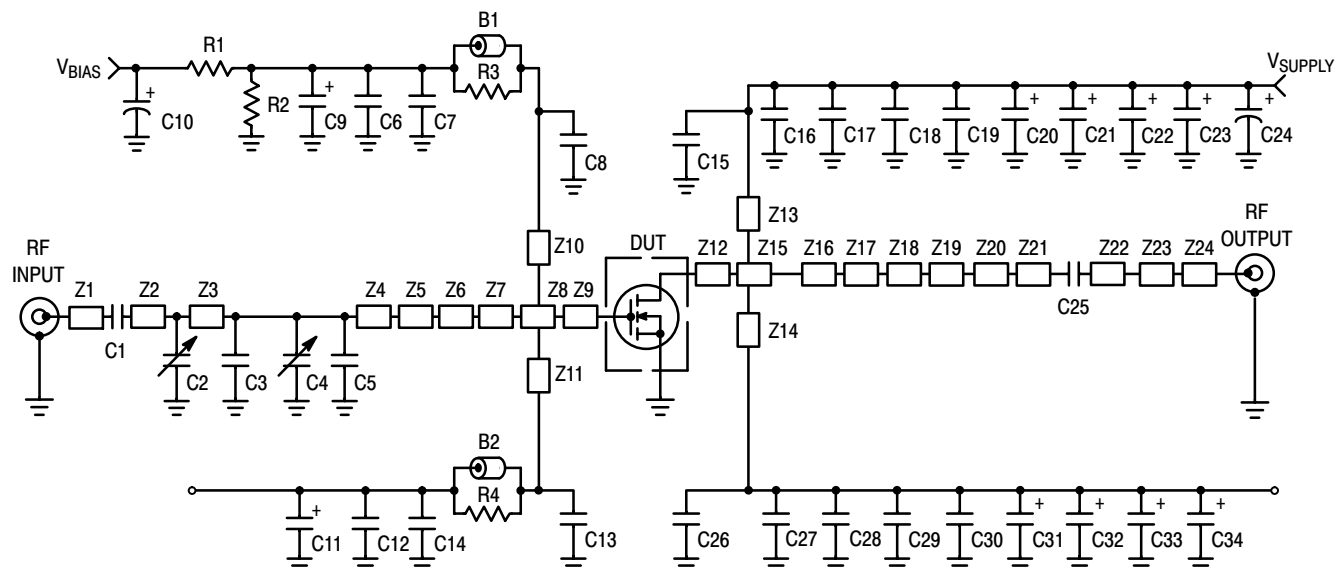 B1
R1
V_BIAS
R3
V_SUPPLY
+
R2
+
C10
C9
C6
C7
C8
C15
C16
C17
C18
C19
+
C20
+
C21
+
C22
+
C23
+
C24
Z10
Z13
RF
INPUT
DUT
RF
OUTPUT
Z12
Z15
Z16
Z17
Z18
Z19
Z20
Z21
Z22
Z23
Z24
C25
Z1
Z2
Z3
Z4
Z5
Z6
Z7
Z8
Z9
C1
Z14
C2
C3
C4
C5
Z11
B2
R4
+
C11
C12
C14
C13
C26
C27
C28
C29
C30
+
C31
+
C32
+
C33
+
C34